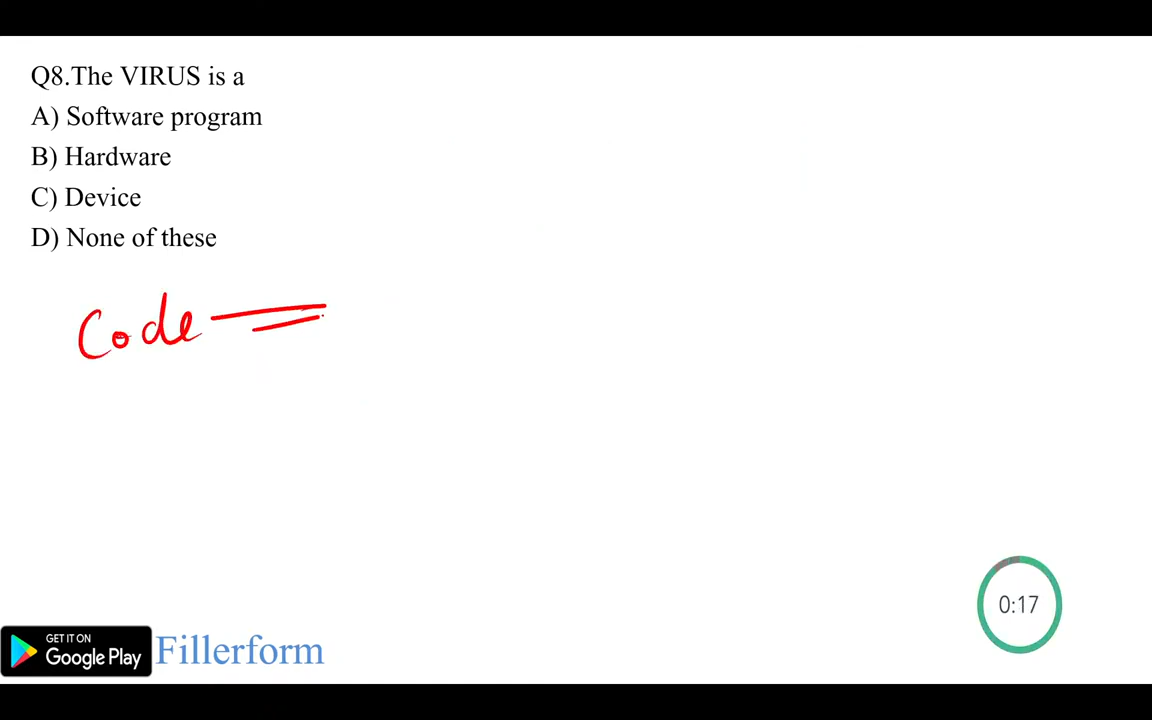 Q8.The VIRUS is a
A) Software program
B) Hardware
C) Device
D) None of these
Code
0:17
GET IT ON
Google Play
Fillerform